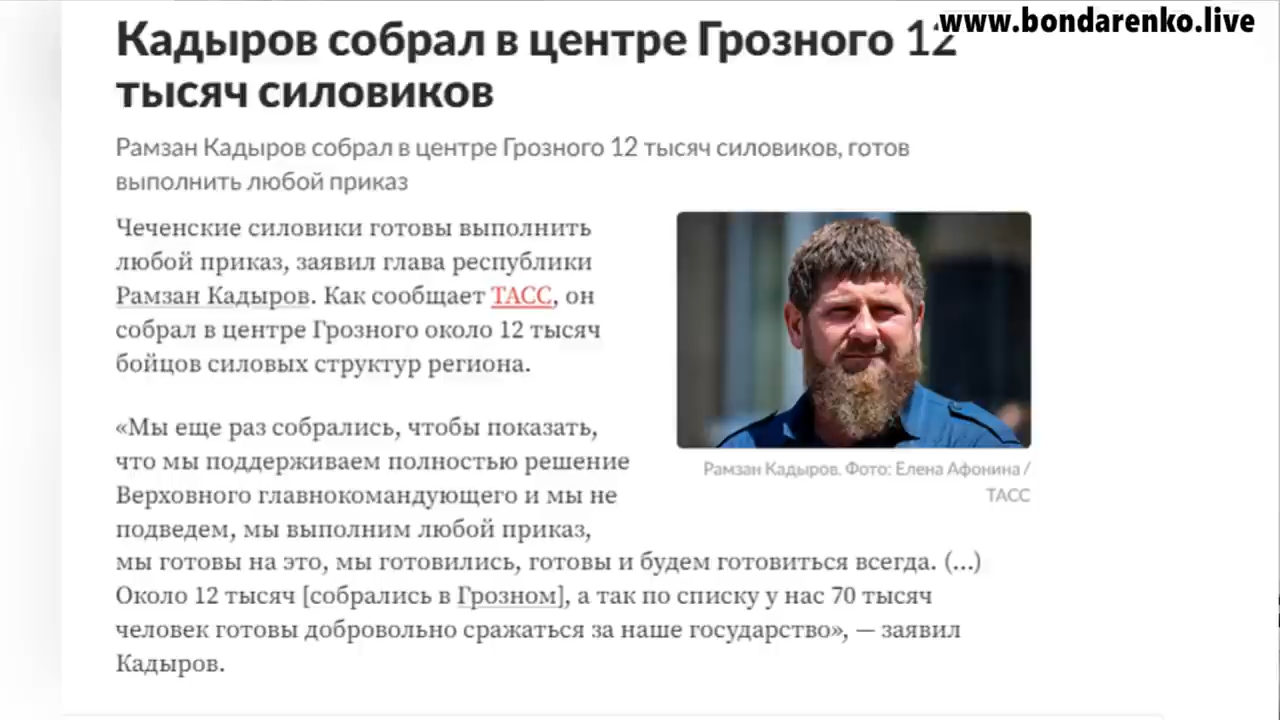 www.bondarenko.live
Кадыров собрал в центре Грозного 12
тысяч силовиков
Рамзан Кадыров собрал в центре Грозного 12 тысяч силовиков, готов
выполнить любой приказ
Чеченские силовики готовы выполнить
любой приказ, заявил глава республики
Рамзан Кадыров. Как сообщает ТАСС, он
собрал в центре Грозного около 12 тысяч
бойцов силовых структур региона.
«Мы еще раз собрались, чтобы показать,
что мы поддерживаем полностью решение
Верховного главнокомандующего и мы не
подведем, мы выполним любой приказ,
мы готовы на это, мы готовились, готовы и будем готовиться всегда. (...)
Около 12 тысяч [собрались в Грозном], а так по списку у нас 70 тысяч
человек готовы добровольно сражаться за наше государство», — заявил
Кадыров.
Рамзан Кадыров. Фото: Елена Афонина /
ТАСС